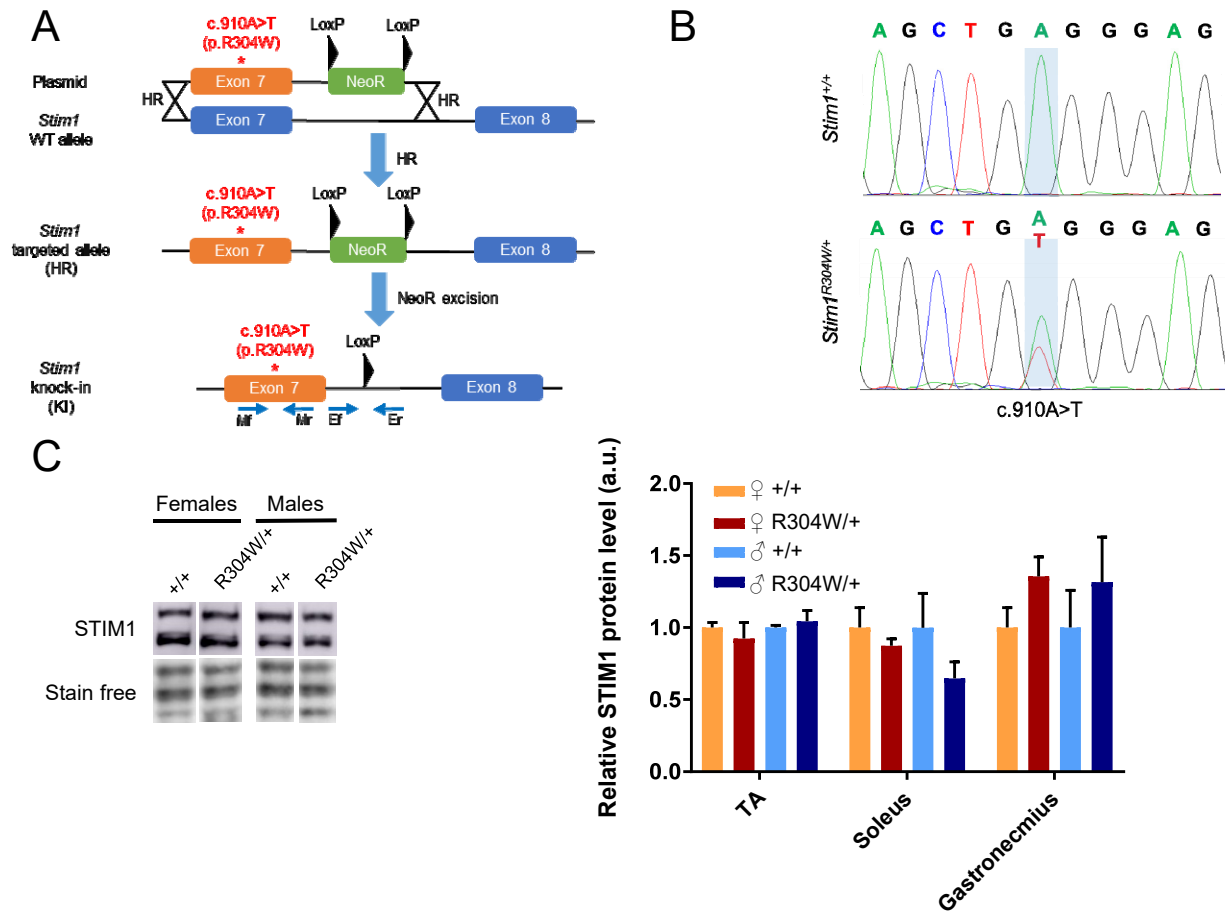 A
c.910A>T
(p.R304W)
*
LoxP
LoxP
Plasmid
Exon 7
NeoR
HR
HR
Stim1
WT allele
Exon 7
Exon 8
HR
c.910A>T
(p.R304W)
*
LoxP
LoxP
Stim1
targeted allele
(HR)
Exon 7
NeoR
Exon 8
NeoR excision
c.910A>T
(p.R304W)
*
LoxP
Stim1
knock-in
(KI)
Exon 7
Exon 8
Mf
Mr
Ef
Er
B
A G C T G A G G G A G
Stim1+/+
A G C T G A G G G A G
T
Stim1R304W/+
c.910A>T
C
Females
Males
+/+
R304W/+
+/+
R304W/+
STIM1
Stain free
Relative STIM1 protein level (a.u.)
2.0
1.5
1.0
0.5
0.0
♀ +/+
♀ R304W/+
♂ +/+
♂ R304W/+
TA
Soleus
Gastronecmius